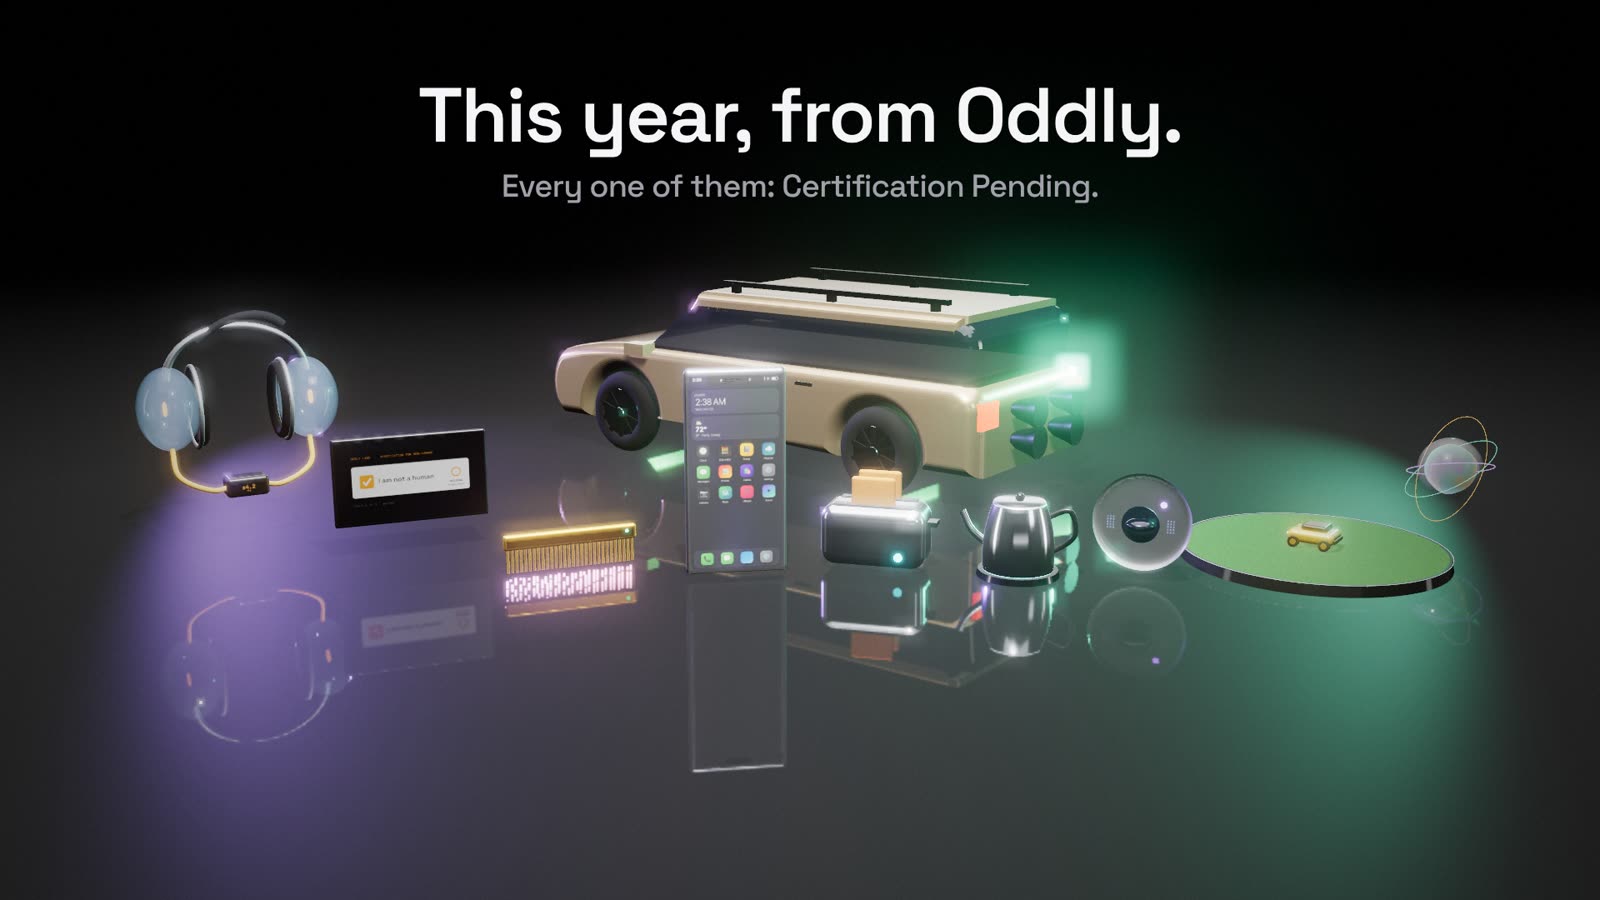 This year, from Oddly.
Every one of them: Certification Pending.
2:38 AM
72°
I am not a human